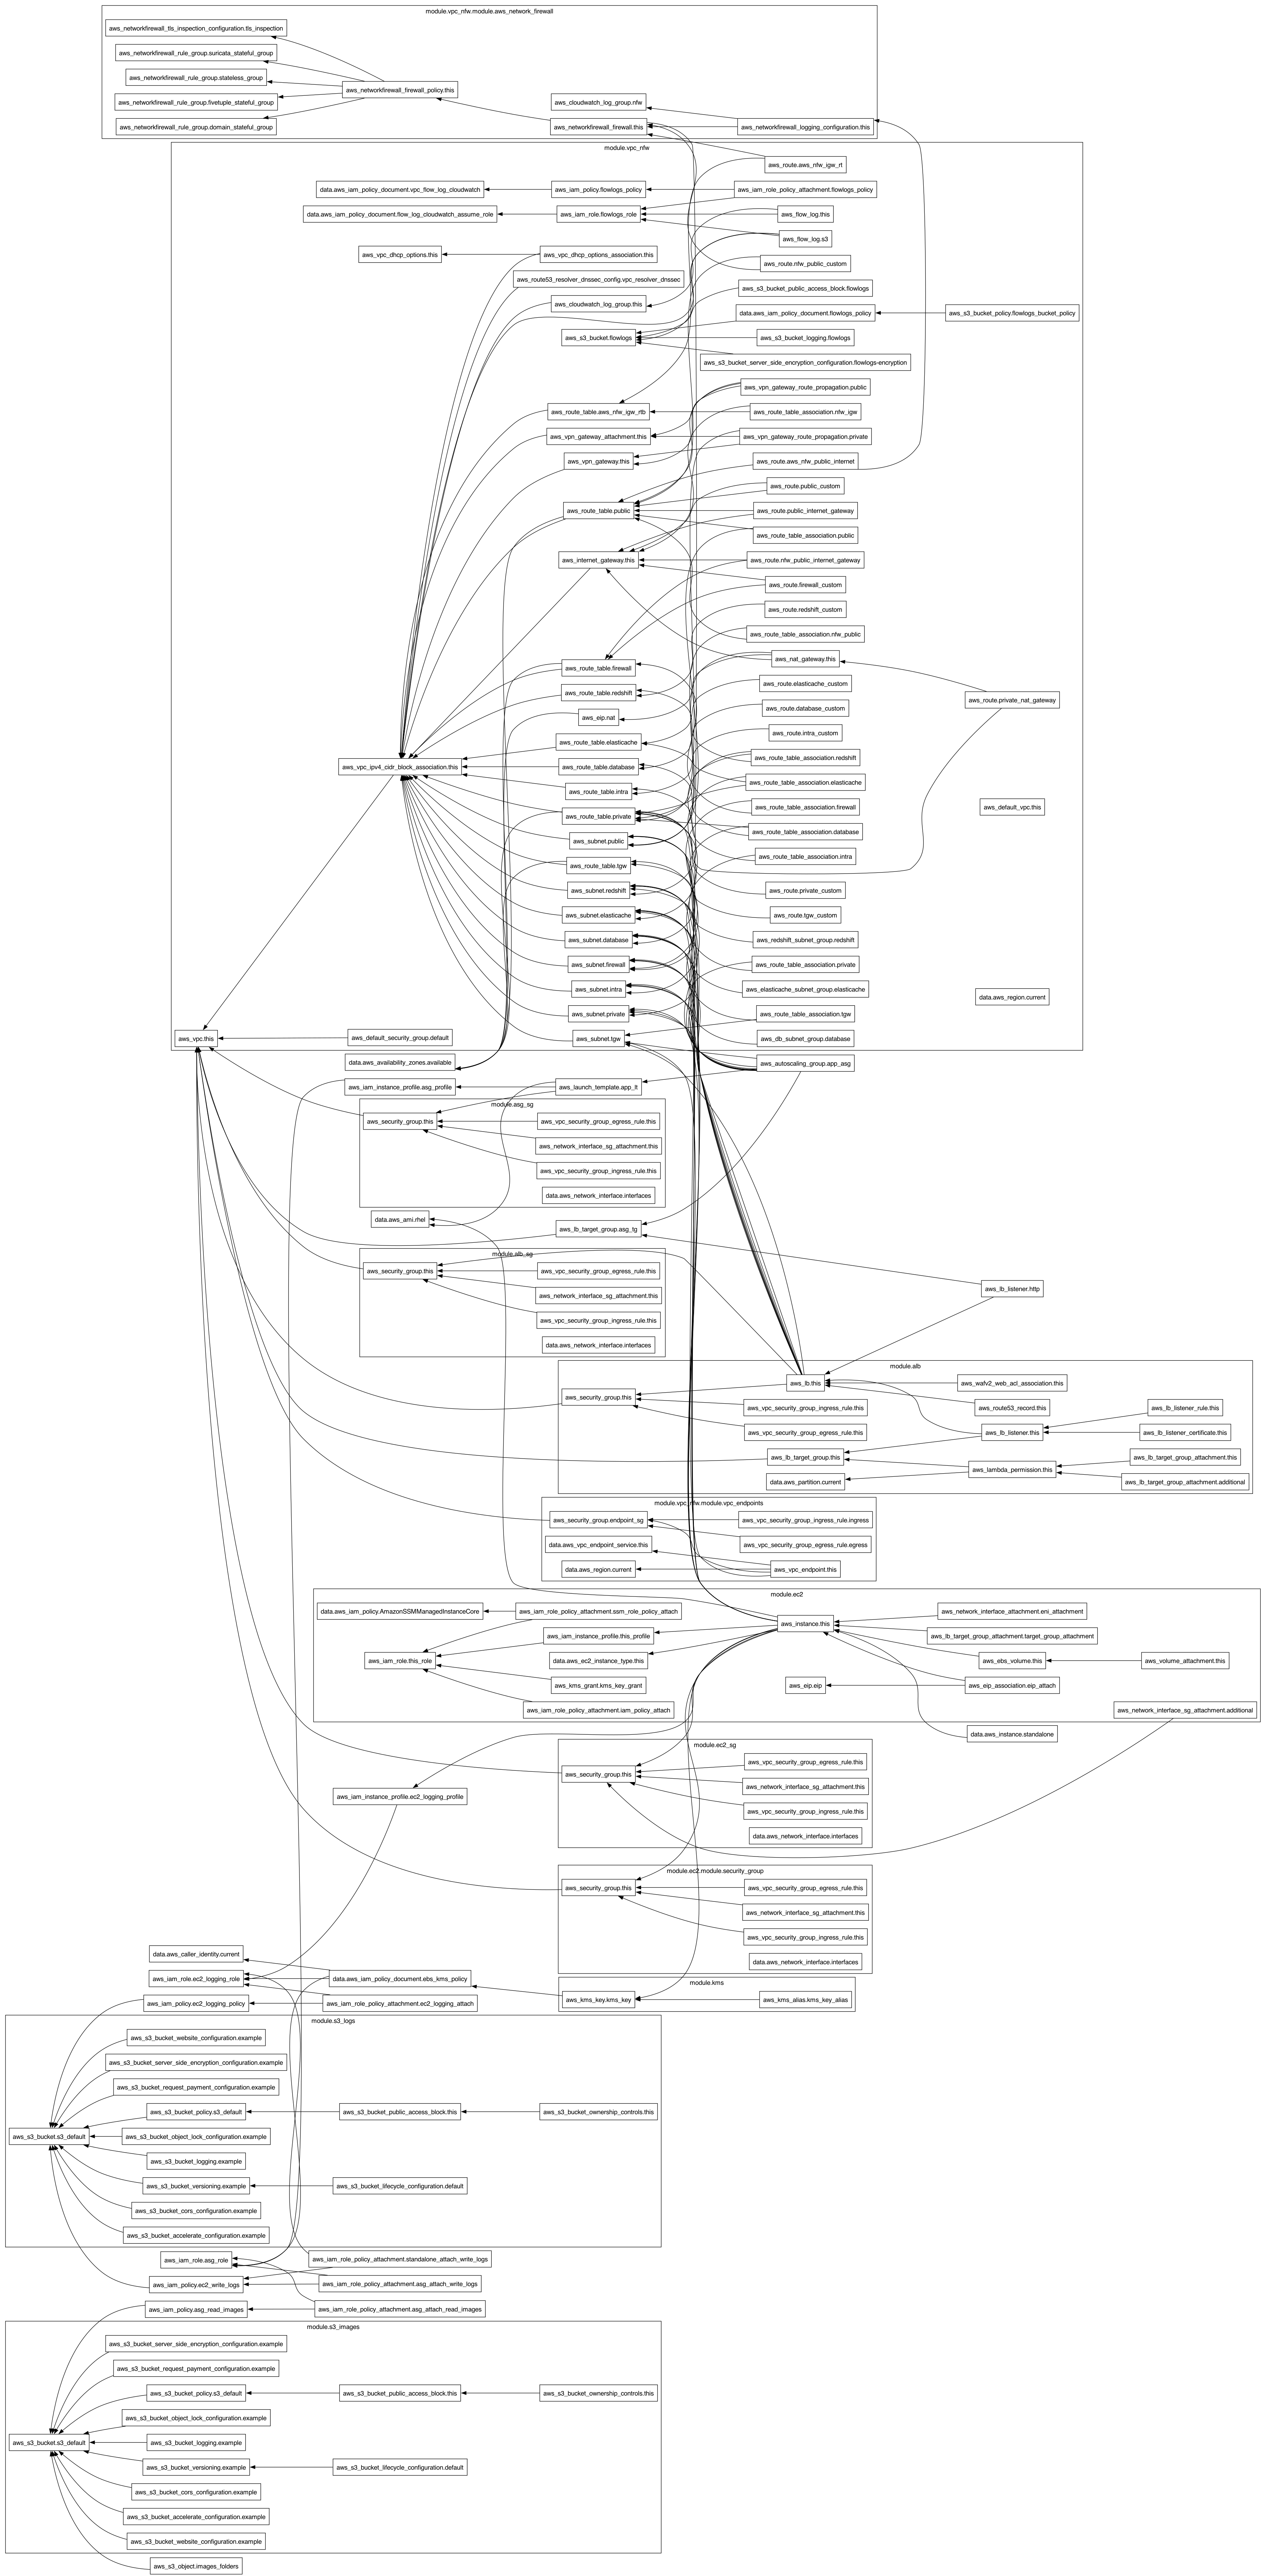 module.vpc_nfw.module.aws_network_firewall
aws_networkfirewall_tls_inspection_configuration.tls_inspection
aws_networkfirewall_rule_group.suricata_stateful_group
aws_networkfirewall_rule_group.stateless_group
aws_networkfirewall_firewall_policy.this
aws_networkfirewall_rule_group.fivetuple_stateful_group
aws_cloudwatch_log_group.nfw
aws_networkfirewall_rule_group.domain_stateful_group
aws_networkfirewall_firewall.this
aws_networkfirewall_logging_configuration.this
module.vpc_nfw
aws_route.aws_nfw_igw_rt
data.aws_iam_policy_document.vpc_flow_log_cloudwatch
aws_iam_policy.flowlogs_policy
aws_iam_role_policy_attachment.flowlogs_policy
data.aws_iam_policy_document.flow_log_cloudwatch_assume_role
aws_iam_role.flowlogs_role
aws_flow_log.this
aws_flow_log.s3
aws_vpc_dhcp_options.this
aws_vpc_dhcp_options_association.this
aws_route.nfw_public_custom
aws_route53_resolver_dnssec_config.vpc_resolver_dnssec
aws_s3_bucket_public_access_block.flowlogs
aws_cloudwatch_log_group.this
data.aws_iam_policy_document.flowlogs_policy
aws_s3_bucket_policy.flowlogs_bucket_policy
aws_s3_bucket.flowlogs
aws_s3_bucket_logging.flowlogs
aws_s3_bucket_server_side_encryption_configuration.flowlogs-encryption
aws_vpn_gateway_route_propagation.public
aws_route_table.aws_nfw_igw_rtb
aws_route_table_association.nfw_igw
aws_vpn_gateway_attachment.this
aws_vpn_gateway_route_propagation.private
aws_vpn_gateway.this
aws_route.aws_nfw_public_internet
aws_route.public_custom
aws_route_table.public
aws_route.public_internet_gateway
aws_route_table_association.public
aws_internet_gateway.this
aws_route.nfw_public_internet_gateway
aws_route.firewall_custom
aws_route.redshift_custom
aws_route_table_association.nfw_public
aws_route_table.firewall
aws_nat_gateway.this
aws_route_table.redshift
aws_route.elasticache_custom
aws_route.private_nat_gateway
aws_eip.nat
aws_route.database_custom
aws_route_table.elasticache
aws_route.intra_custom
aws_vpc_ipv4_cidr_block_association.this
aws_route_table.database
aws_route_table_association.redshift
aws_route_table.intra
aws_route_table_association.elasticache
aws_route_table.private
aws_route_table_association.firewall
aws_default_vpc.this
aws_subnet.public
aws_route_table_association.database
aws_route_table.tgw
aws_route_table_association.intra
aws_subnet.redshift
aws_route.private_custom
aws_subnet.elasticache
aws_route.tgw_custom
aws_subnet.database
aws_redshift_subnet_group.redshift
aws_subnet.firewall
aws_route_table_association.private
aws_subnet.intra
aws_elasticache_subnet_group.elasticache
data.aws_region.current
aws_subnet.private
aws_route_table_association.tgw
aws_vpc.this
aws_default_security_group.default
aws_subnet.tgw
aws_db_subnet_group.database
data.aws_availability_zones.available
aws_autoscaling_group.app_asg
aws_iam_instance_profile.asg_profile
aws_launch_template.app_lt
module.asg_sg
aws_security_group.this
aws_vpc_security_group_egress_rule.this
aws_network_interface_sg_attachment.this
aws_vpc_security_group_ingress_rule.this
data.aws_network_interface.interfaces
data.aws_ami.rhel
aws_lb_target_group.asg_tg
module.alb_sg
aws_security_group.this
aws_vpc_security_group_egress_rule.this
aws_network_interface_sg_attachment.this
aws_lb_listener.http
aws_vpc_security_group_ingress_rule.this
data.aws_network_interface.interfaces
module.alb
aws_lb.this
aws_wafv2_web_acl_association.this
aws_security_group.this
aws_vpc_security_group_ingress_rule.this
aws_route53_record.this
aws_lb_listener_rule.this
aws_vpc_security_group_egress_rule.this
aws_lb_listener.this
aws_lb_listener_certificate.this
aws_lb_target_group.this
aws_lb_target_group_attachment.this
aws_lambda_permission.this
data.aws_partition.current
aws_lb_target_group_attachment.additional
module.vpc_nfw.module.vpc_endpoints
aws_security_group.endpoint_sg
aws_vpc_security_group_ingress_rule.ingress
data.aws_vpc_endpoint_service.this
aws_vpc_security_group_egress_rule.egress
data.aws_region.current
aws_vpc_endpoint.this
module.ec2
data.aws_iam_policy.AmazonSSMManagedInstanceCore
aws_iam_role_policy_attachment.ssm_role_policy_attach
aws_network_interface_attachment.eni_attachment
aws_instance.this
aws_iam_instance_profile.this_profile
aws_lb_target_group_attachment.target_group_attachment
aws_iam_role.this_role
data.aws_ec2_instance_type.this
aws_ebs_volume.this
aws_volume_attachment.this
aws_kms_grant.kms_key_grant
aws_eip.eip
aws_eip_association.eip_attach
aws_iam_role_policy_attachment.iam_policy_attach
aws_network_interface_sg_attachment.additional
data.aws_instance.standalone
module.ec2_sg
aws_vpc_security_group_egress_rule.this
aws_security_group.this
aws_network_interface_sg_attachment.this
aws_iam_instance_profile.ec2_logging_profile
aws_vpc_security_group_ingress_rule.this
data.aws_network_interface.interfaces
module.ec2.module.security_group
aws_security_group.this
aws_vpc_security_group_egress_rule.this
aws_network_interface_sg_attachment.this
aws_vpc_security_group_ingress_rule.this
data.aws_caller_identity.current
data.aws_network_interface.interfaces
aws_iam_role.ec2_logging_role
data.aws_iam_policy_document.ebs_kms_policy
module.kms
aws_iam_policy.ec2_logging_policy
aws_iam_role_policy_attachment.ec2_logging_attach
aws_kms_key.kms_key
aws_kms_alias.kms_key_alias
module.s3_logs
aws_s3_bucket_website_configuration.example
aws_s3_bucket_server_side_encryption_configuration.example
aws_s3_bucket_request_payment_configuration.example
aws_s3_bucket_policy.s3_default
aws_s3_bucket_public_access_block.this
aws_s3_bucket_ownership_controls.this
aws_s3_bucket.s3_default
aws_s3_bucket_object_lock_configuration.example
aws_s3_bucket_logging.example
aws_s3_bucket_versioning.example
aws_s3_bucket_lifecycle_configuration.default
aws_s3_bucket_cors_configuration.example
aws_s3_bucket_accelerate_configuration.example
aws_iam_role.asg_role
aws_iam_role_policy_attachment.standalone_attach_write_logs
aws_iam_policy.ec2_write_logs
aws_iam_role_policy_attachment.asg_attach_write_logs
aws_iam_policy.asg_read_images
aws_iam_role_policy_attachment.asg_attach_read_images
module.s3_images
aws_s3_bucket_server_side_encryption_configuration.example
aws_s3_bucket_request_payment_configuration.example
aws_s3_bucket_policy.s3_default
aws_s3_bucket_public_access_block.this
aws_s3_bucket_ownership_controls.this
aws_s3_bucket_object_lock_configuration.example
aws_s3_bucket.s3_default
aws_s3_bucket_logging.example
aws_s3_bucket_versioning.example
aws_s3_bucket_lifecycle_configuration.default
aws_s3_bucket_cors_configuration.example
aws_s3_bucket_accelerate_configuration.example
aws_s3_bucket_website_configuration.example
aws_s3_object.images_folders